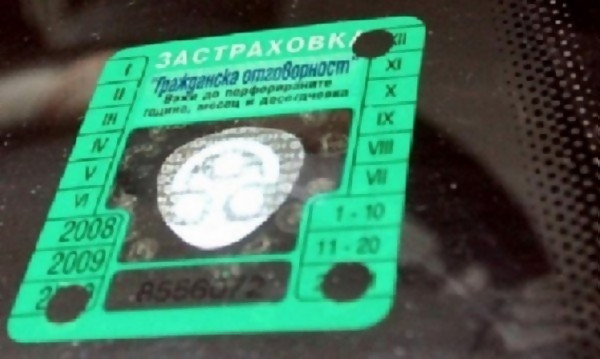 ЗАСТРАХОВКА
"Гражданска отговорност"
Важи до перфорираните
година, месец и десетдневка
I
II
III
IV
V
VI
2008
2009
XII
XI
X
IX
VIII
VII
1 - 10
11 - 20
8556072